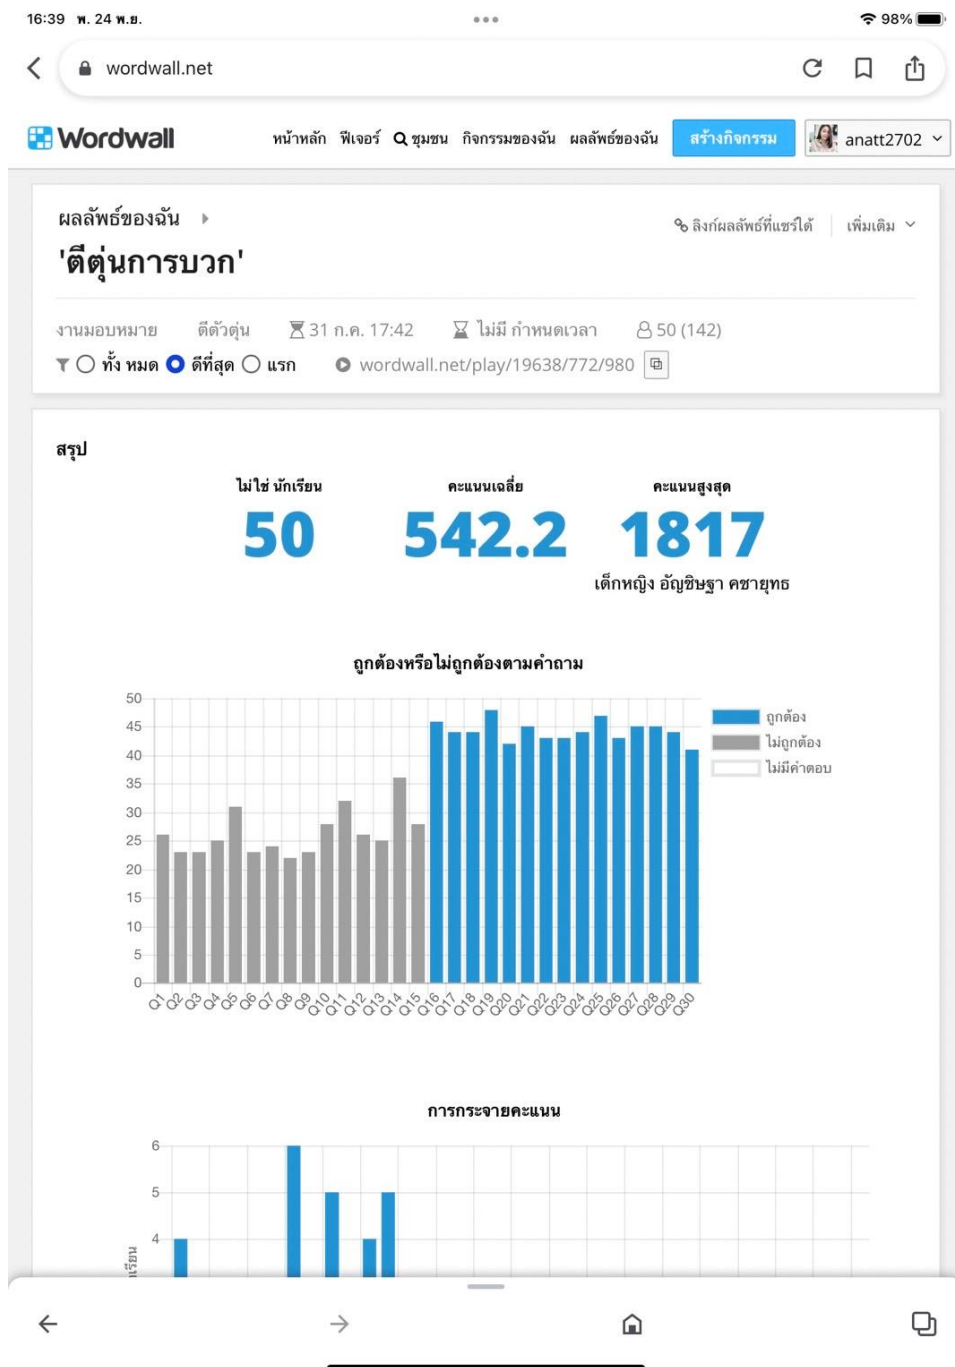 16:39 พ. 24 พ.ย.
98%
wordwall.net
Wordwall
หน้าหลัก ฟีเจอร์ ชุมชน กิจกรรมของฉัน ผลลัพธ์ของฉัน สร้างกิจกรรม anatt2702
ผลลัพธ์ของฉัน
ลิงก์ผลลัพธ์ที่แชร์ได้ เพิ่มเติม
'ตีตุ่นการบวก'
งานมอบหมาย ตีตัวตุ่น 31 ก.ค. 17:42 ไม่มี กำหนดเวลา 50 (142)
ทั้ง หมด ดีที่สุด แรก wordwall.net/play/19638/772/980
สรุป
ไม่ใช่ นักเรียน คะแนนเฉลี่ย คะแนนสูงสุด
50 542.2 1817
เด็กหญิง อัญชิษฐา คชายุทธ
ถูกต้องหรือไม่ถูกต้องตามคำถาม
50
45
40
35
30
25
20
15
10
5
0
ถูกต้อง
ไม่ถูกต้อง
ไม่มีคำตอบ
Q1 Q2 Q3 Q4 Q5 Q6 Q7 Q8 Q9 Q10 Q11 Q12 Q13 Q14 Q15 Q16 Q17 Q18 Q19 Q20 Q21 Q22 Q23 Q24 Q25 Q26 Q27 Q28 Q29 Q30
การกระจายคะแนน
6
5
4